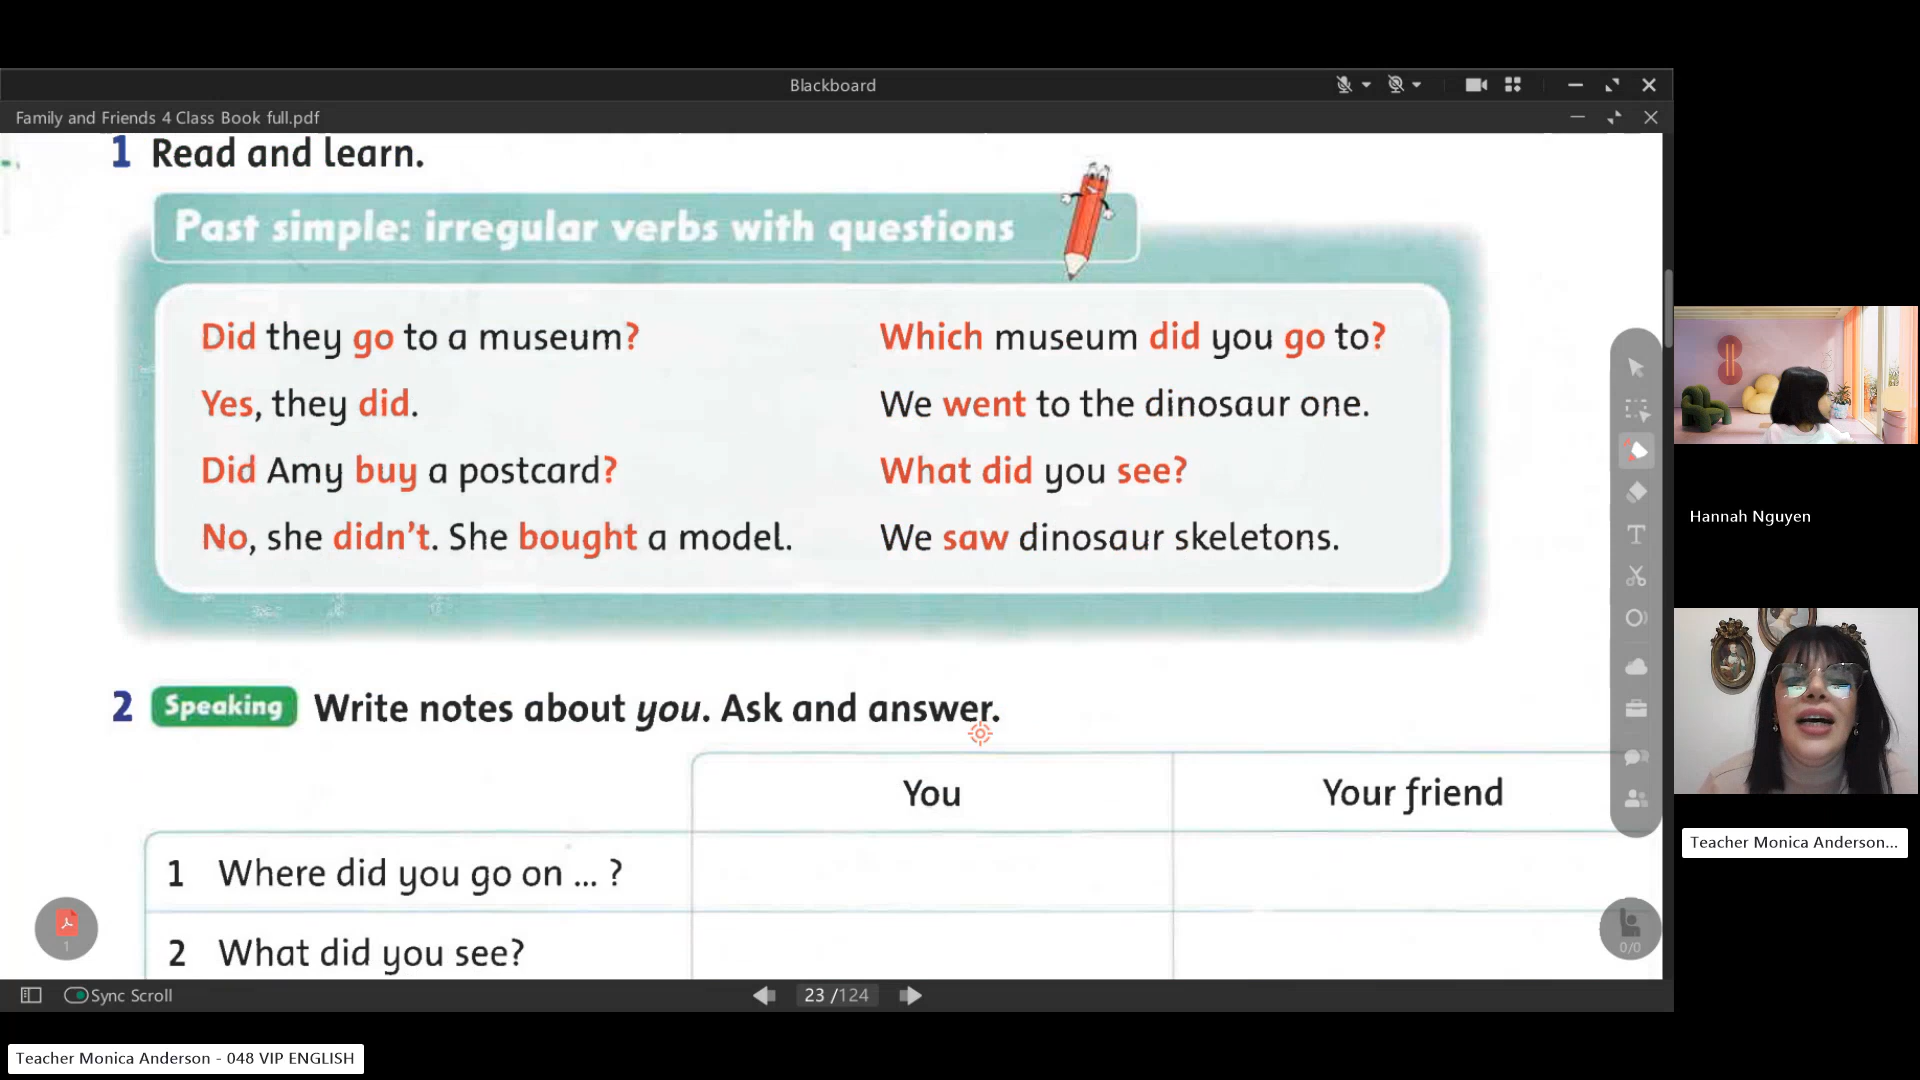 Blackboard
Family and Friends 4 Class Book full.pdf
1 Read and learn.
Past simple: irregular verbs with questions
Did they go to a museum?
Yes, they did.
Did Amy buy a postcard?
No, she didn't. She bought a model.
Which museum did you go to?
We went to the dinosaur one.
What did you see?
We saw dinosaur skeletons.
2 Speaking Write notes about you. Ask and answer.
You Your friend
1 Where did you go on ... ?
2 What did you see?
1
0/0
Sync Scroll
23 /124
Hannah Nguyen
Teacher Monica Anderson...
Teacher Monica Anderson - 048 VIP ENGLISH